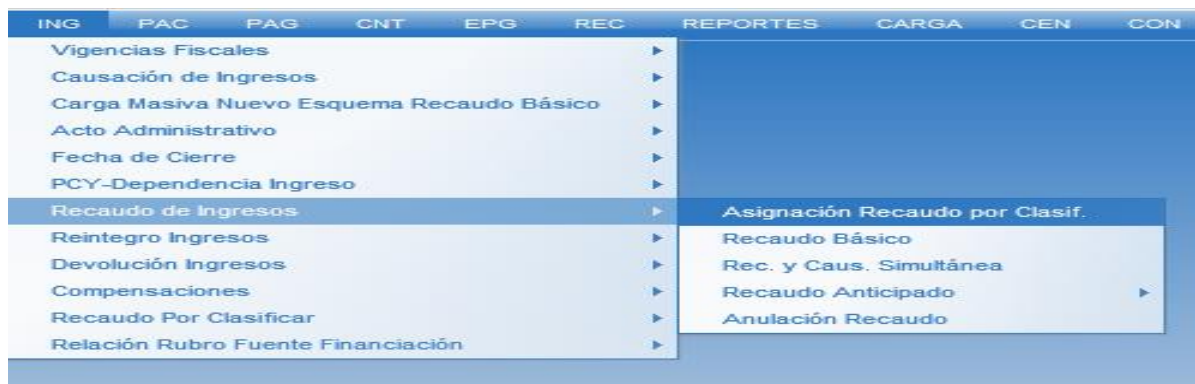 ING PAC PAG CNT EPG REC REPORTES CARGA CEN CON
Vigencias Fiscales
Causación de Ingresos
Carga Masiva Nuevo Esquema Recaudo Básico
Acto Administrativo
Fecha de Cierre
PCY-Dependencia Ingreso
Recaudo de Ingresos
Reintegro Ingresos
Devolución Ingresos
Compensaciones
Recaudo Por Clasificar
Relación Rubro Fuente Financiación
Asignación Recaudo por Clasif.
Recaudo Básico
Rec. y Caus. Simultánea
Recaudo Anticipado
Anulación Recaudo